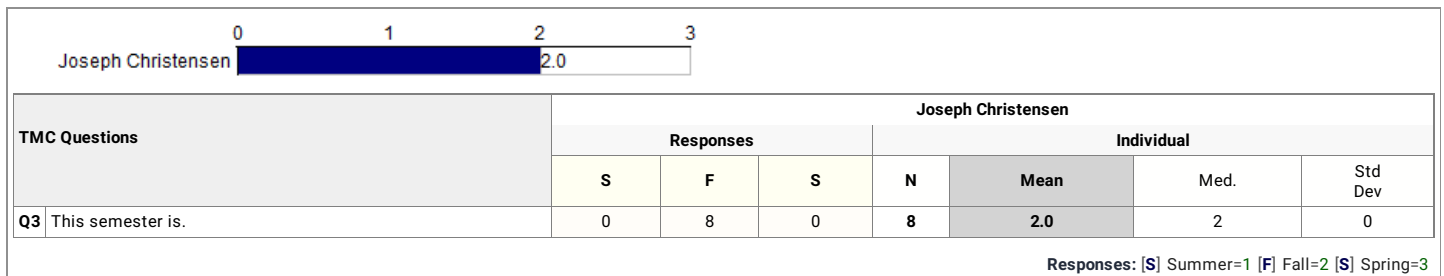 0 1 2 3
Joseph Christensen 2.0
TMC Questions
Joseph Christensen
Responses Individual
S F S N Mean Med. Std Dev
Q3 This semester is. 0 8 0 8 2.0 2 0
Responses: [S] Summer=1 [F] Fall=2 [S] Spring=3